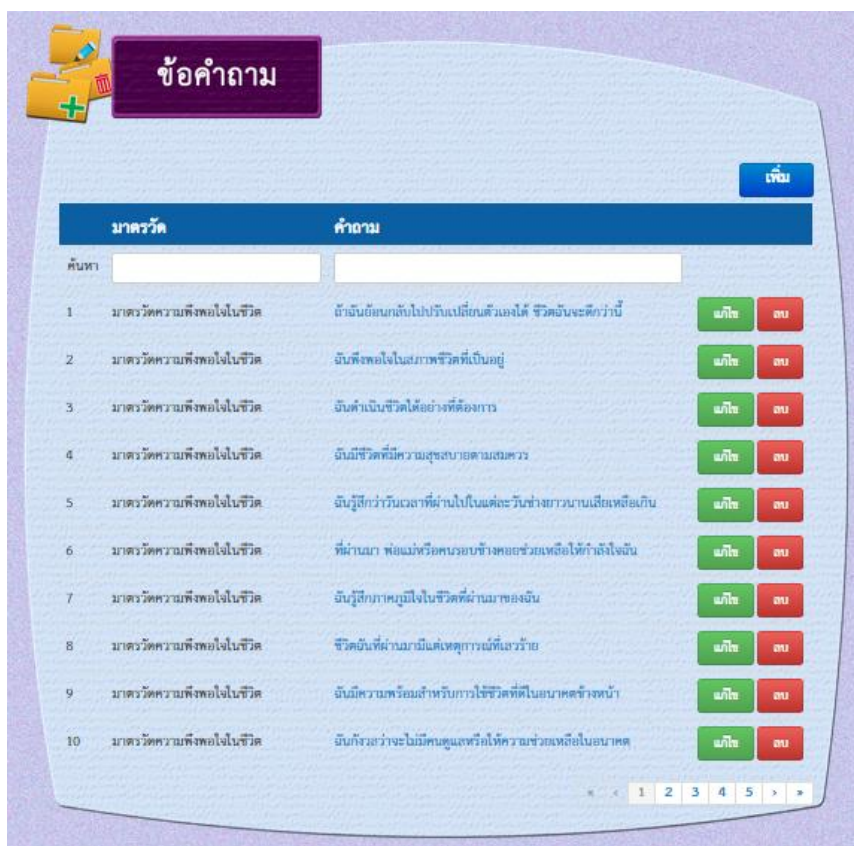 ข้อคำถาม
เพิ่ม
มาตรวัด คำถาม
ค้นหา
1 มาตรวัดความพึงพอใจในชีวิต ถ้าฉันย้อนกลับไปปรับเปลี่ยนตัวเองได้ ชีวิตฉันจะดีกว่านี้ แก้ไข ลบ
2 มาตรวัดความพึงพอใจในชีวิต ฉันพึงพอใจในสภาพชีวิตที่เป็นอยู่ แก้ไข ลบ
3 มาตรวัดความพึงพอใจในชีวิต ฉันดำเนินชีวิตได้อย่างที่ต้องการ แก้ไข ลบ
4 มาตรวัดความพึงพอใจในชีวิต ฉันมีชีวิตที่มีความสุขสบายตามสมควร แก้ไข ลบ
5 มาตรวัดความพึงพอใจในชีวิต ฉันรู้สึกว่าวันเวลาที่ผ่านไปในแต่ละวันช่างยาวนานเสียเหลือเกิน แก้ไข ลบ
6 มาตรวัดความพึงพอใจในชีวิต ที่ผ่านมา พ่อแม่หรือคนรอบข้างคอยช่วยเหลือให้กำลังใจฉัน แก้ไข ลบ
7 มาตรวัดความพึงพอใจในชีวิต ฉันรู้สึกภาคภูมิใจในชีวิตที่ผ่านมาของฉัน แก้ไข ลบ
8 มาตรวัดความพึงพอใจในชีวิต ชีวิตฉันที่ผ่านมามีแต่เหตุการณ์ที่เลวร้าย แก้ไข ลบ
9 มาตรวัดความพึงพอใจในชีวิต ฉันมีความพร้อมสำหรับการใช้ชีวิตที่ดีในอนาคตข้างหน้า แก้ไข ลบ
10 มาตรวัดความพึงพอใจในชีวิต ฉันกังวลว่าจะไม่มีคนดูแลหรือให้ความช่วยเหลือในอนาคต แก้ไข ลบ
« ‹ 1 2 3 4 5 › »